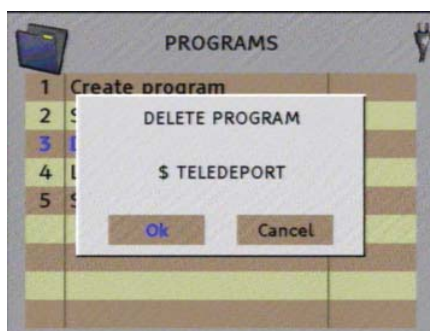 PROGRAMS
1 Create program
2 S
3
4 L
5 S
DELETE PROGRAM
$ TELEDEPORT
Ok Cancel